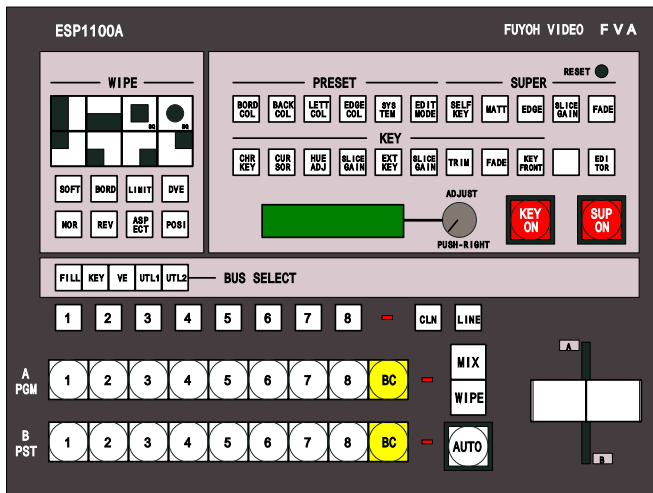 ESP1100A FUYOH VIDEO FVA
RESET
WIPE PRESET SUPER
BORD COL BACK COL LETT COL EDGE COL SYS TEM EDIT MODE SELF KEY MATT EDGE SLICE GAIN FADE
SQ SQ
KEY
CHR KEY CUR SOR HUE ADJ SLICE GAIN EXT KEY SLICE GAIN TRIM FADE KEY FRONT EDI TOR
SOFT BORD LIMIT DVE
ADJUST
KEY ON SUP ON
NOR REV ASP ECT POSI
PUSH-RIGHT
FILL KEY VE UTL1 UTL2 BUS SELECT
1 2 3 4 5 6 7 8 CLN LINE
A
MIX
A PGM 1 2 3 4 5 6 7 8 BC
WIPE
B PST 1 2 3 4 5 6 7 8 BC AUTO
B